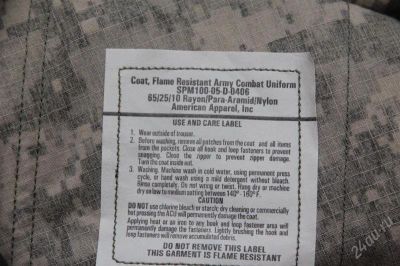 Coat, Flame Resistant Army Combat Uniform
SPM100-05-D-0406
65/25/10 Rayon/Para-Aramid/Nylon
American Apparel, Inc
USE AND CARE LABEL
1. Wear outside of trouser.
2. Before washing, remove all patches from the coat and all items
from the pockets. Close all hook and loop fasteners to prevent
snagging. Close the zipper to prevent zipper damage.
Turn the coat inside out.
3. Washing. Machine wash in cold water, using permanent press
cycle, or hand wash using a mild detergent without bleach.
Rinse completely. Do not wring or twist. Hang dry or machine
dry on low to medium setting between 140° - 160°F.
CAUTION
DO NOT use chlorine bleach or starch; dry cleaning or commercially
hot pressing the ACU will permanently damage the coat.
Applying heat or an iron to any hook and loop fastener area will
permanently damage the fasteners. Lightly brushing the hook and
loop fasteners will remove accumulated debris.
DO NOT REMOVE THIS LABEL
THIS GARMENT IS FLAME RESISTANT